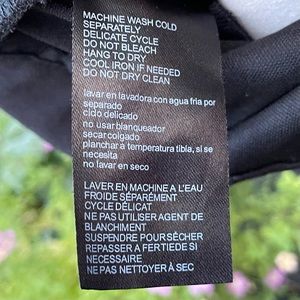 MACHINE WASH COLD
SEPARATELY
DELICATE CYCLE
DO NOT BLEACH
HANG TO DRY
COOL IRON IF NEEDED
DO NOT DRY CLEAN
lavar en lavadora con agua fria por
separado
ciclo delicado
no usar blanqueador
secar colgado
planchar a temperatura tibia, si se
necesita
no lavar en seco
LAVER EN MACHINE A L'EAU
FROIDE SÉPARÉMENT
CYCLE DÉLICAT
NE PAS UTILISER AGENT DE
BLANCHIMENT
SUSPENDRE POUR SÉCHER
REPASSER A FER TIEDE SI
NECESSAIRE
NE PAS NETTOYER À SEC